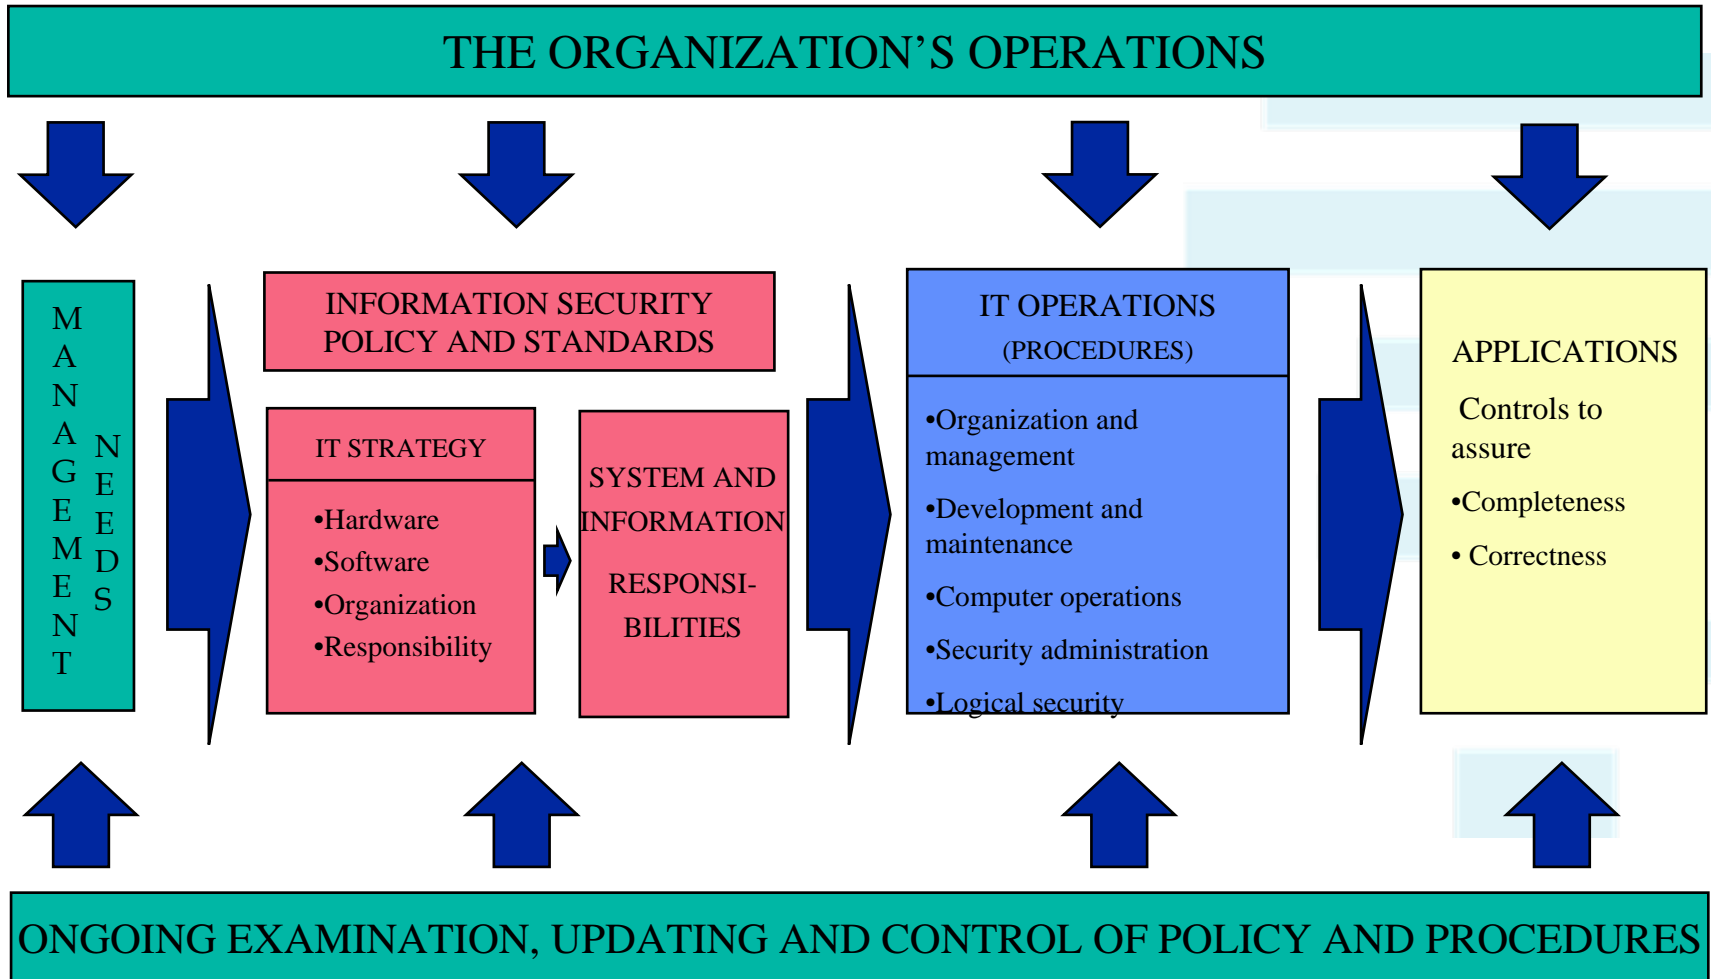 THE ORGANIZATION’S OPERATIONS
MANAGEMENT
NEEDS
INFORMATION SECURITY
POLICY AND STANDARDS
IT STRATEGY
•Hardware
•Software
•Organization
•Responsibility
SYSTEM AND
INFORMATION
RESPONSI-
BILITIES
IT OPERATIONS
(PROCEDURES)
•Organization and
management
•Development and
maintenance
•Computer operations
•Security administration
•Logical security
APPLICATIONS
Controls to
assure
•Completeness
• Correctness
ONGOING EXAMINATION, UPDATING AND CONTROL OF POLICY AND PROCEDURES